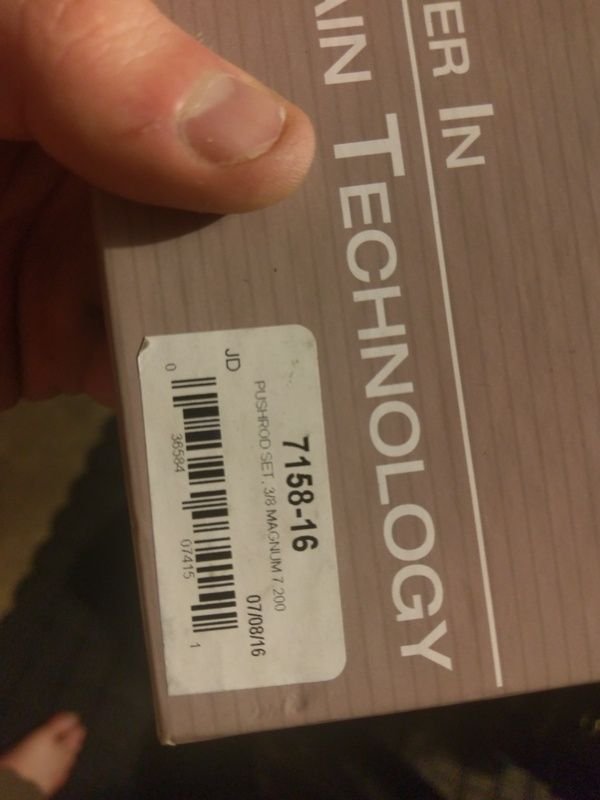 ER IN
AIN TECHNOLOGY
7158-16
PUSHROD SET, 3/8 MAGNUM 7.200
JD
07/08/16
0 36584 07415 1